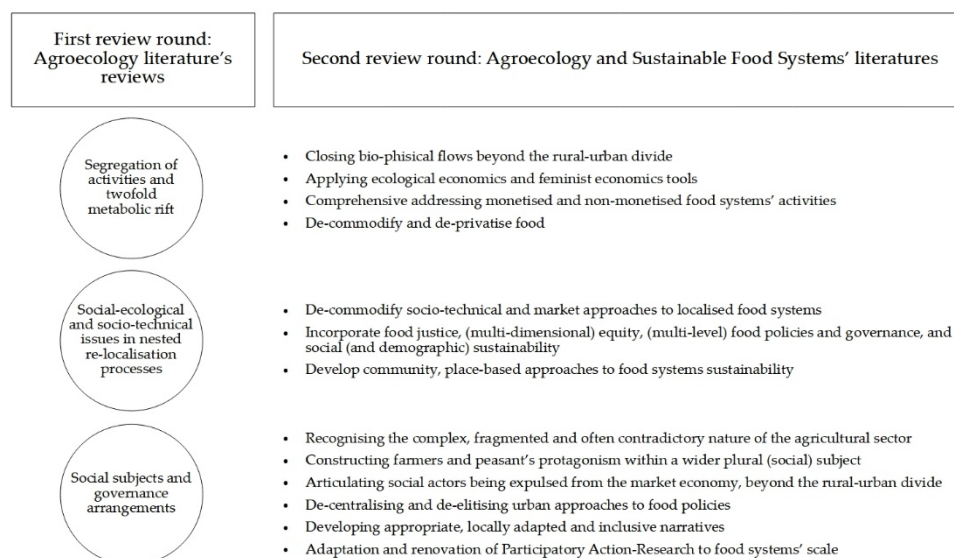 First review round:
Agroecology literature's
reviews
Second review round: Agroecology and Sustainable Food Systems' literatures
Segregation of
activities and
twofold
metabolic rift
• Closing bio-phisical flows beyond the rural-urban divide
• Applying ecological economics and feminist economics tools
• Comprehensive addressing monetised and non-monetised food systems' activities
• De-commodify and de-privatise food
Social-ecological
and socio-technical
issues in nested
re-localisation
processes
• De-commodify socio-technical and market approaches to localised food systems
• Incorporate food justice, (multi-dimensional) equity, (multi-level) food policies and governance, and
social (and demographic) sustainability
• Develop community, place-based approaches to food systems sustainability
Social subjects and
governance
arrangements
• Recognising the complex, fragmented and often contradictory nature of the agricultural sector
• Constructing farmers and peasant's protagonism within a wider plural (social) subject
• Articulating social actors being expulsed from the market economy, beyond the rural-urban divide
• De-centralising and de-elitising urban approaches to food policies
• Developing appropriate, locally adapted and inclusive narratives
• Adaptation and renovation of Participatory Action-Research to food systems' scale